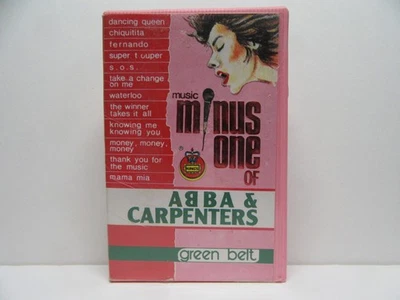 dancing queen
chiquitita
fernando
super t ouper
s.o.s.
take a change
on me
waterloo
the winner
takes it all
knowing me
knowing you
money, money,
money
thank you for
the music
mama mia
music
minus
one
OF
ABBA &
CARPENTERS
green belt